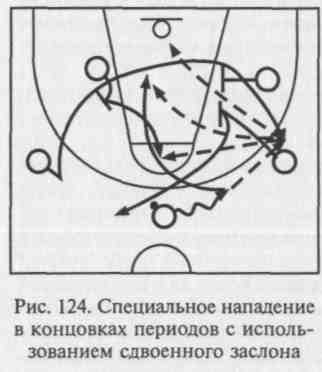 Рис. 124. Специальное нападение
в концовках периодов с исполь-
зованием сдвоенного заслона